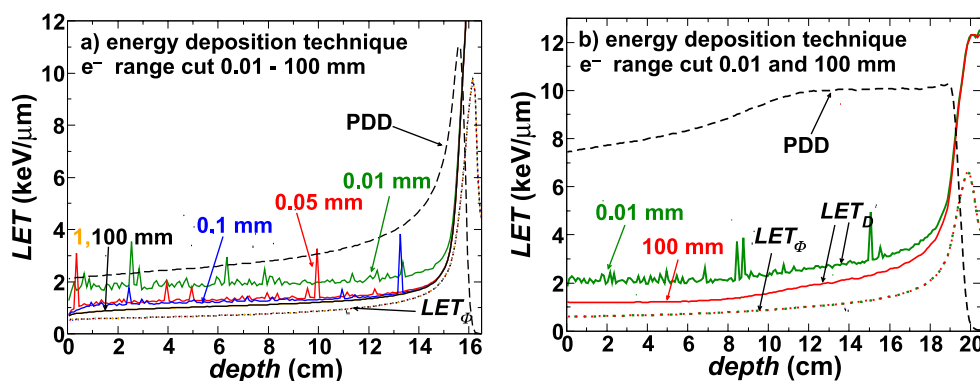 a) energy deposition technique
e⁻ range cut 0.01 - 100 mm
PDD
0.01 mm
0.05 mm
0.1 mm
1, 100 mm
LET_Φ
LET (keV/μm)
12
10
8
6
4
2
0
0 2 4 6 8 10 12 14 16
depth (cm)
b) energy deposition technique
e⁻ range cut 0.01 and 100 mm
PDD
0.01 mm
LET_D
LET_Φ
100 mm
LET (keV/μm)
12
10
8
6
4
2
0
0 2 4 6 8 10 12 14 16 18 20
depth (cm)